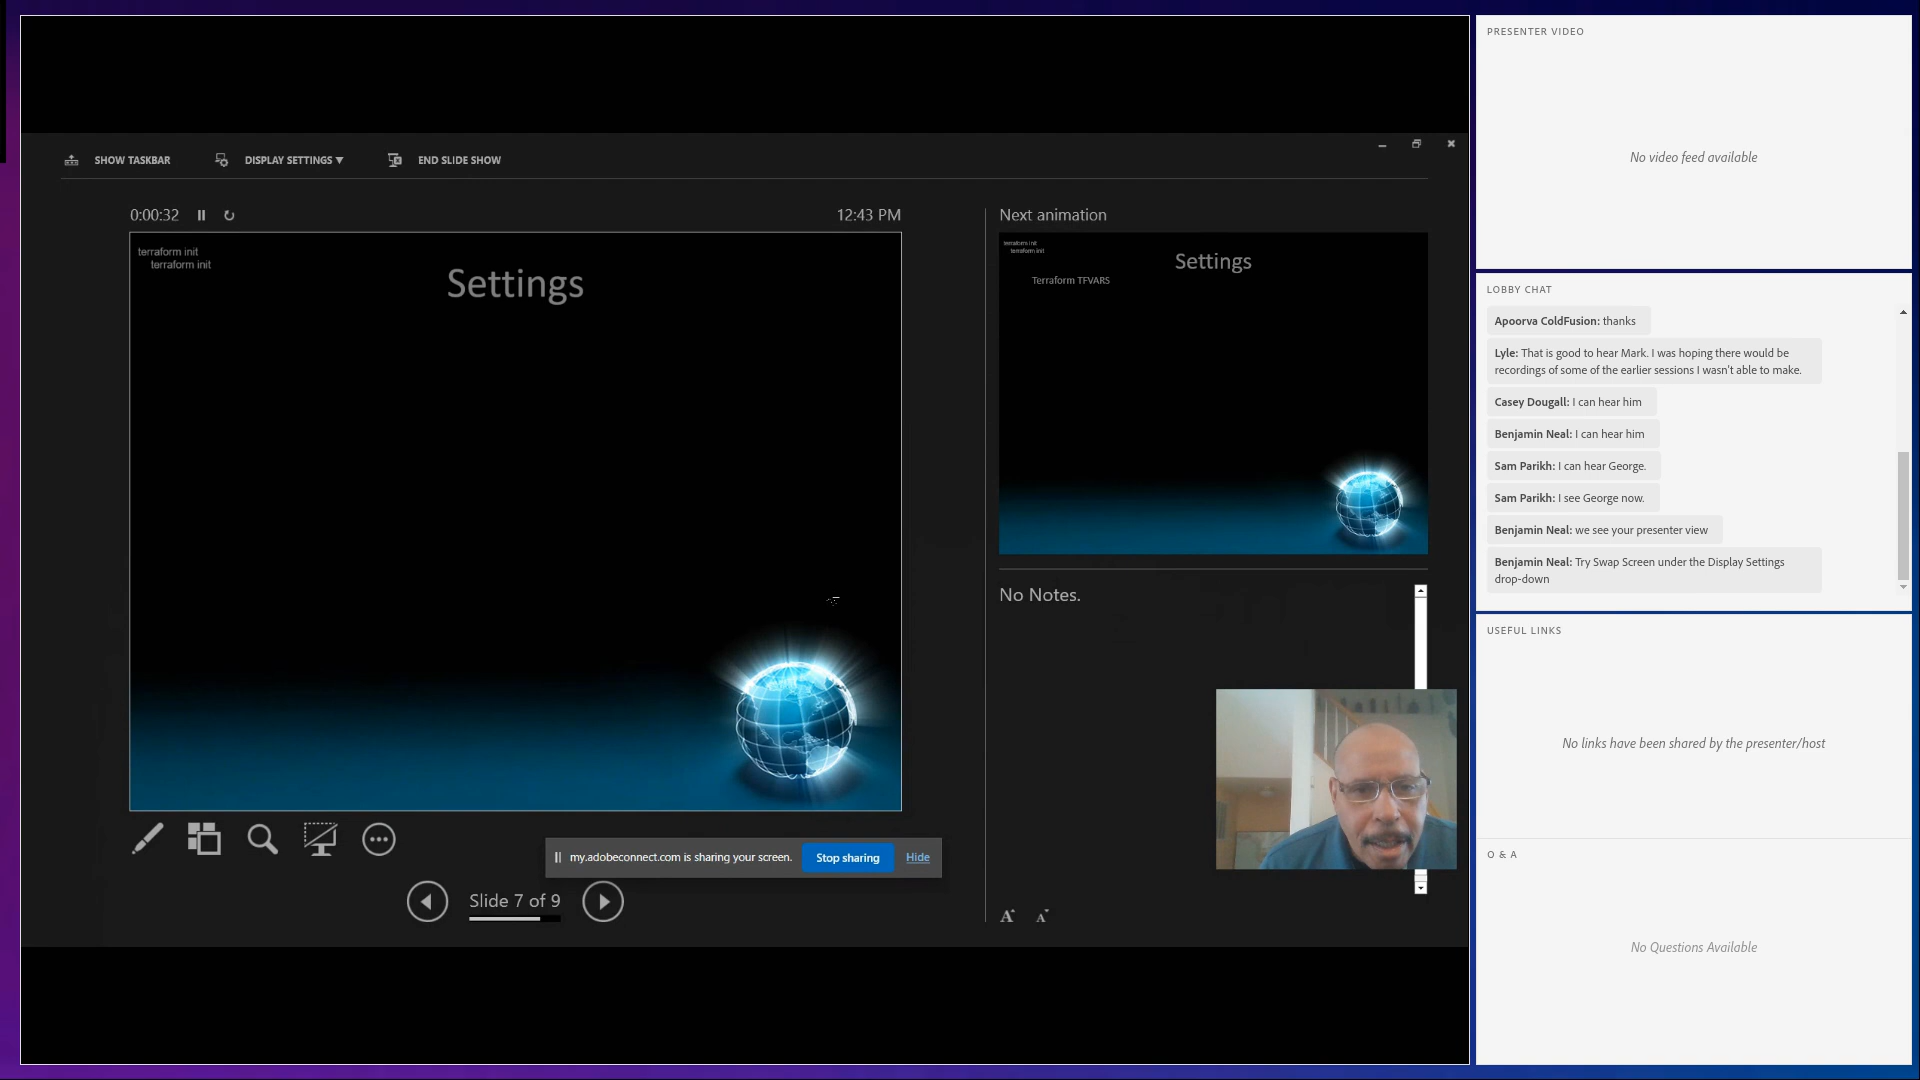 SHOW TASKBAR
DISPLAY SETTINGS ▼
END SLIDE SHOW
0:00:32
12:43 PM
terraform init
terraform init
Settings
Next animation
terraform init
terraform init
Settings
Terraform TFVARS
No Notes.
my.adobeconnect.com is sharing your screen.
Stop sharing
Hide
Slide 7 of 9
A
A
PRESENTER VIDEO
No video feed available
LOBBY CHAT
Apoorva ColdFusion: thanks
Lyle: That is good to hear Mark. I was hoping there would be
recordings of some of the earlier sessions I wasn't able to make.
Casey Dougall: I can hear him
Benjamin Neal: I can hear him
Sam Parikh: I can hear George.
Sam Parikh: I see George now.
Benjamin Neal: we see your presenter view
Benjamin Neal: Try Swap Screen under the Display Settings
drop-down
USEFUL LINKS
No links have been shared by the presenter/host
Q & A
No Questions Available